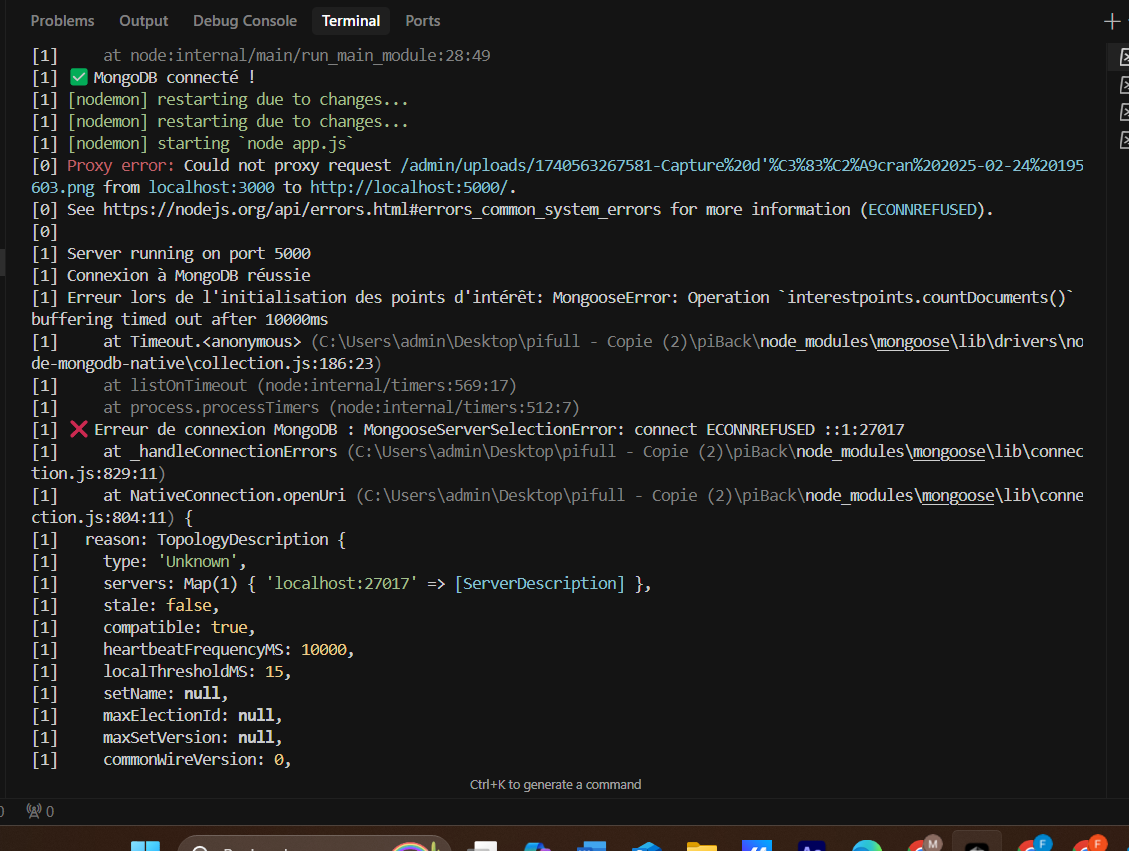 Problems Output Debug Console Terminal Ports
[1] at node:internal/main/run_main_module:28:49
[1] ✅ MongoDB connecté !
[1] [nodemon] restarting due to changes...
[1] [nodemon] restarting due to changes...
[1] [nodemon] starting `node app.js`
[0] Proxy error: Could not proxy request /admin/uploads/1740563267581-Capture%20d'%C3%83%C2%A9cran%202025-02-24%20195
603.png from localhost:3000 to http://localhost:5000/.
[0] See https://nodejs.org/api/errors.html#errors_common_system_errors for more information (ECONNREFUSED).
[0]
[1] Server running on port 5000
[1] Connexion à MongoDB réussie
[1] Erreur lors de l'initialisation des points d'intérêt: MongooseError: Operation `interestpoints.countDocuments()`
buffering timed out after 10000ms
[1] at Timeout.<anonymous> (C:\Users\admin\Desktop\pifull - Copie (2)\piBack\node_modules\mongoose\lib\drivers\no
de-mongodb-native\collection.js:186:23)
[1] at listOnTimeout (node:internal/timers:569:17)
[1] at process.processTimers (node:internal/timers:512:7)
[1] ❌ Erreur de connexion MongoDB : MongooseServerSelectionError: connect ECONNREFUSED ::1:27017
[1] at _handleConnectionErrors (C:\Users\admin\Desktop\pifull - Copie (2)\piBack\node_modules\mongoose\lib\connec
tion.js:829:11)
[1] at NativeConnection.openUri (C:\Users\admin\Desktop\pifull - Copie (2)\piBack\node_modules\mongoose\lib\conne
ction.js:804:11) {
[1] reason: TopologyDescription {
[1] type: 'Unknown',
[1] servers: Map(1) { 'localhost:27017' => [ServerDescription] },
[1] stale: false,
[1] compatible: true,
[1] heartbeatFrequencyMS: 10000,
[1] localThresholdMS: 15,
[1] setName: null,
[1] maxElectionId: null,
[1] maxSetVersion: null,
[1] commonWireVersion: 0,
Ctrl+K to generate a command
0 0
M F F